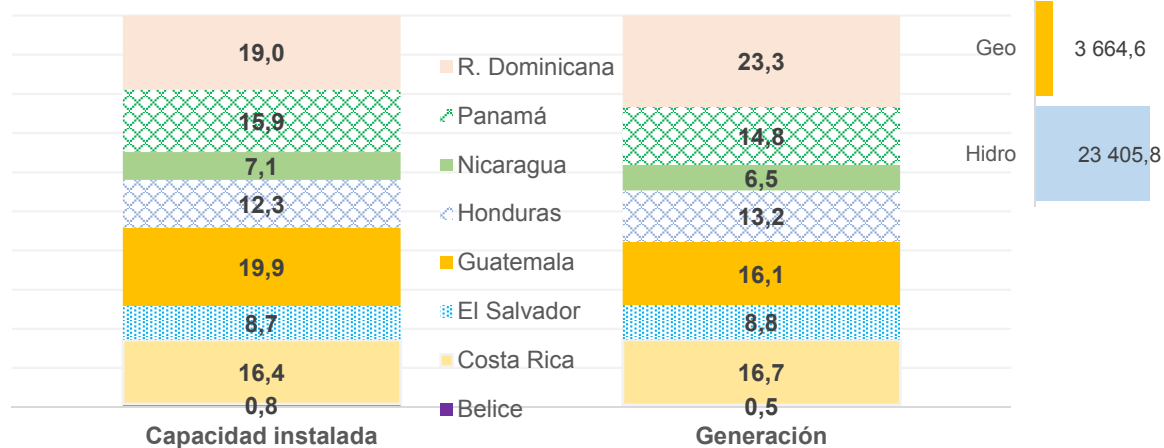 19,0
15,9
7,1
12,3
19,9
8,7
16,4
0,8
Capacidad instalada
R. Dominicana
Panamá
Nicaragua
Honduras
Guatemala
El Salvador
Costa Rica
Belice
23,3
14,8
6,5
13,2
16,1
8,8
16,7
0,5
Generación
Geo 3 664,6
Hidro 23 405,8